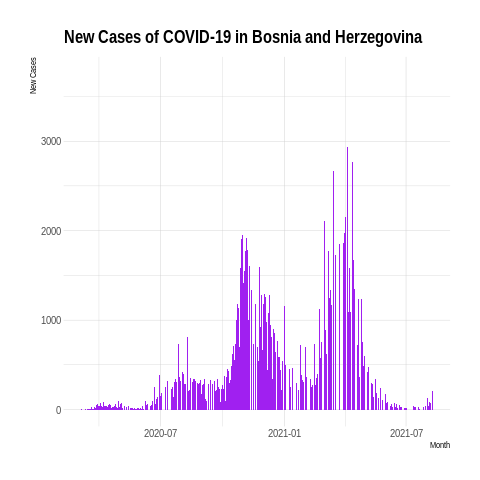 New Cases of COVID-19 in Bosnia and Herzegovina
New Cases
3000
2000
1000
0
2020-07
2021-01
2021-07
Month